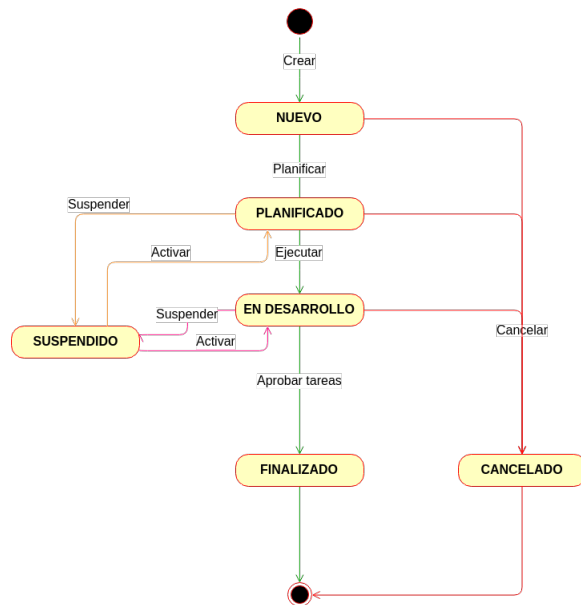 Crear
NUEVO
Planificar
Suspender
PLANIFICADO
Activar
Ejecutar
EN DESARROLLO
Suspender
Cancelar
SUSPENDIDO
Activar
Aprobar tareas
FINALIZADO
CANCELADO